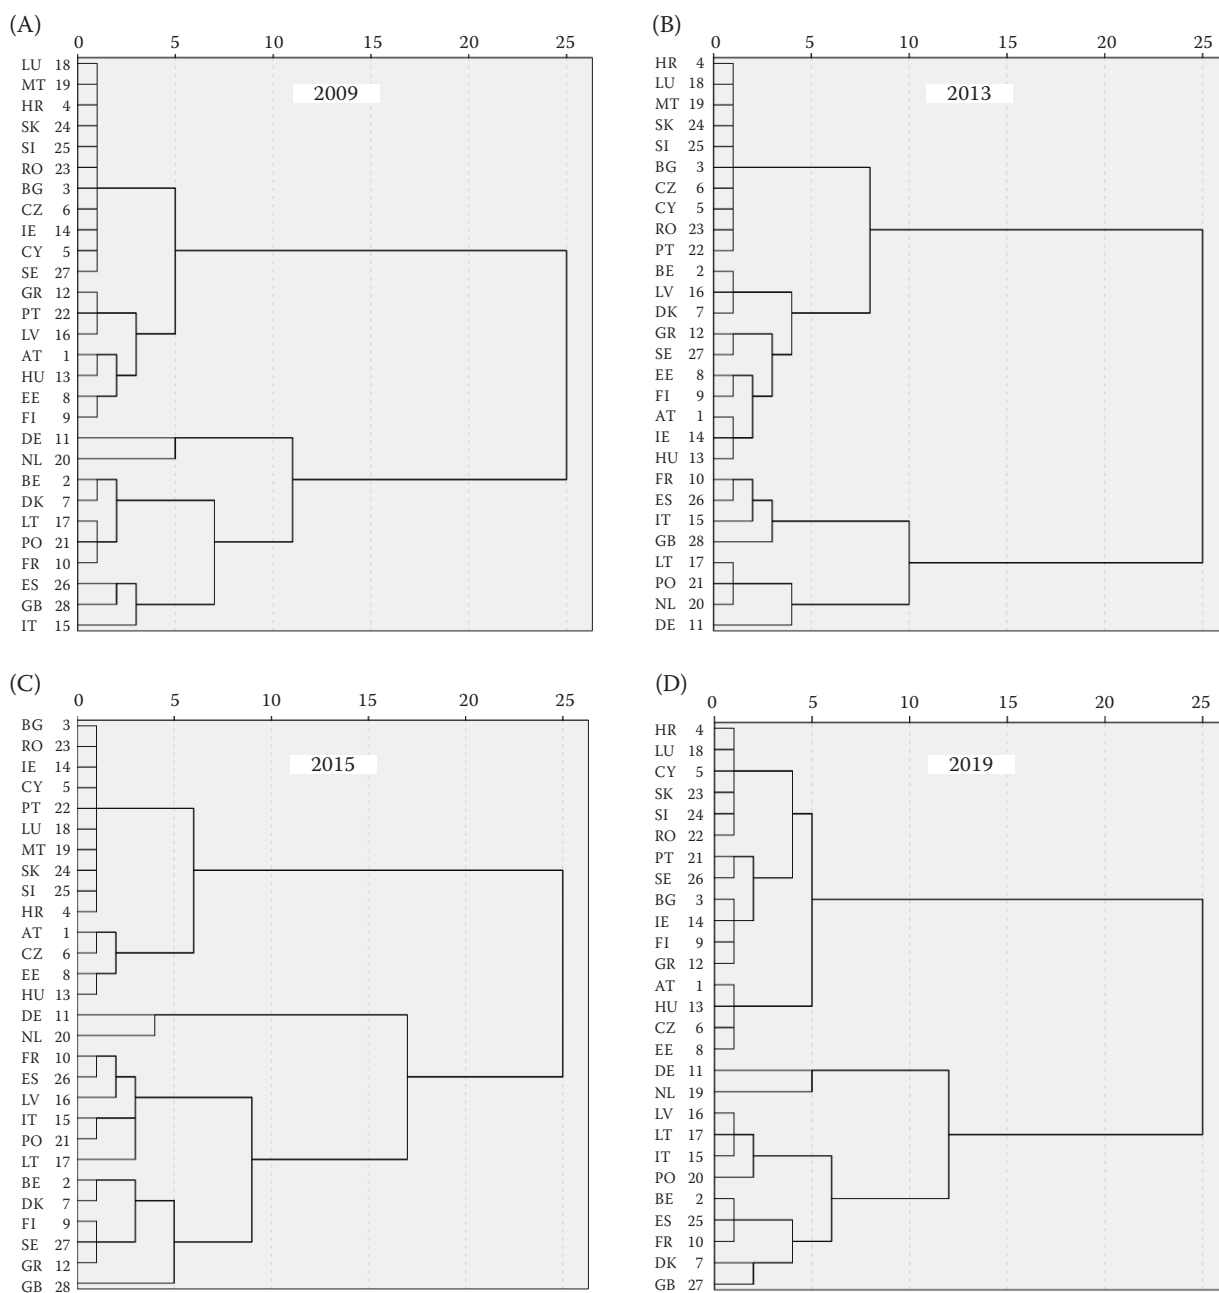 (A)
0 5 10 15 20 25
2009
LU 18
MT 19
HR 4
SK 24
SI 25
RO 23
BG 3
CZ 6
IE 14
CY 5
SE 27
GR 12
PT 22
LV 16
AT 1
HU 13
EE 8
FI 9
DE 11
NL 20
BE 2
DK 7
LT 17
PO 21
FR 10
ES 26
GB 28
IT 15
(B)
0 5 10 15 20 25
2013
HR 4
LU 18
MT 19
SK 24
SI 25
BG 3
CZ 6
CY 5
RO 23
PT 22
BE 2
LV 16
DK 7
GR 12
SE 27
EE 8
FI 9
AT 1
IE 14
HU 13
FR 10
ES 26
IT 15
GB 28
LT 17
PO 21
NL 20
DE 11
(C)
0 5 10 15 20 25
2015
BG 3
RO 23
IE 14
CY 5
PT 22
LU 18
MT 19
SK 24
SI 25
HR 4
AT 1
CZ 6
EE 8
HU 13
DE 11
NL 20
FR 10
ES 26
LV 16
IT 15
PO 21
LT 17
BE 2
DK 7
FI 9
SE 27
GR 12
GB 28
(D)
0 5 10 15 20 25
2019
HR 4
LU 18
CY 5
SK 23
SI 24
RO 22
PT 21
SE 26
BG 3
IE 14
FI 9
GR 12
AT 1
HU 13
CZ 6
EE 8
DE 11
NL 19
LV 16
LT 17
IT 15
PO 20
BE 2
ES 25
FR 10
DK 7
GB 27